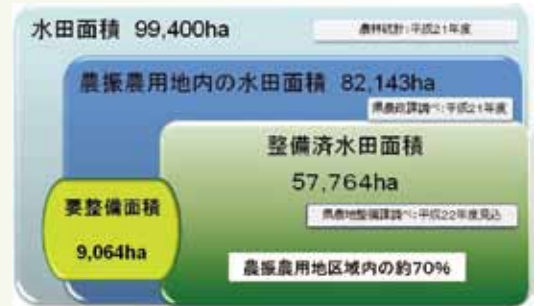 水田面積 99,400ha
農林統計:平成21年度
農振農用地内の水田面積 82,143ha
県農政課調べ:平成21年度
整備済水田面積
57,764ha
県農地整備課調べ:平成22年度見込
要整備面積
9,064ha
農振農用地区域内の約70%